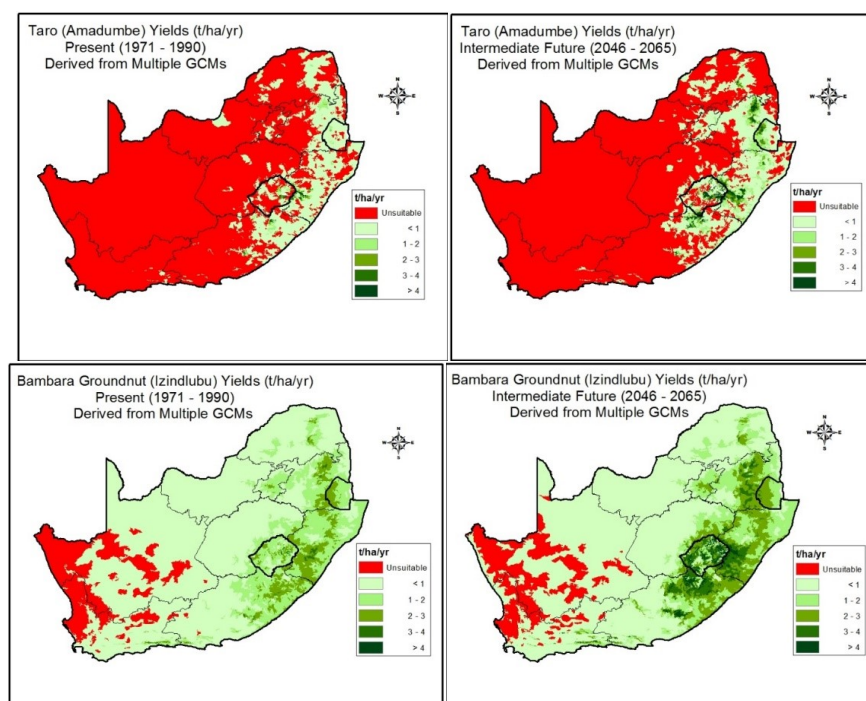 Taro (Amadumbe) Yields (t/ha/yr)
Present (1971 - 1990)
Derived from Multiple GCMs
N
W E
S
t/ha/yr
Unsuitable
< 1
1 - 2
2 - 3
3 - 4
> 4
Taro (Amadumbe) Yields (t/ha/yr)
Intermediate Future (2046 - 2065)
Derived from Multiple GCMs
N
W E
S
t/ha/yr
Unsuitable
< 1
1 - 2
2 - 3
3 - 4
> 4
Bambara Groundnut (Izindlubu) Yields (t/ha/yr)
Present (1971 - 1990)
Derived from Multiple GCMs
N
W E
S
t/ha/yr
Unsuitable
< 1
1 - 2
2 - 3
3 - 4
> 4
Bambara Groundnut (Izindlubu) Yields (t/ha/yr)
Intermediate Future (2046 - 2065)
Derived from Multiple GCMs
N
W E
S
t/ha/yr
Unsuitable
< 1
1 - 2
2 - 3
3 - 4
> 4